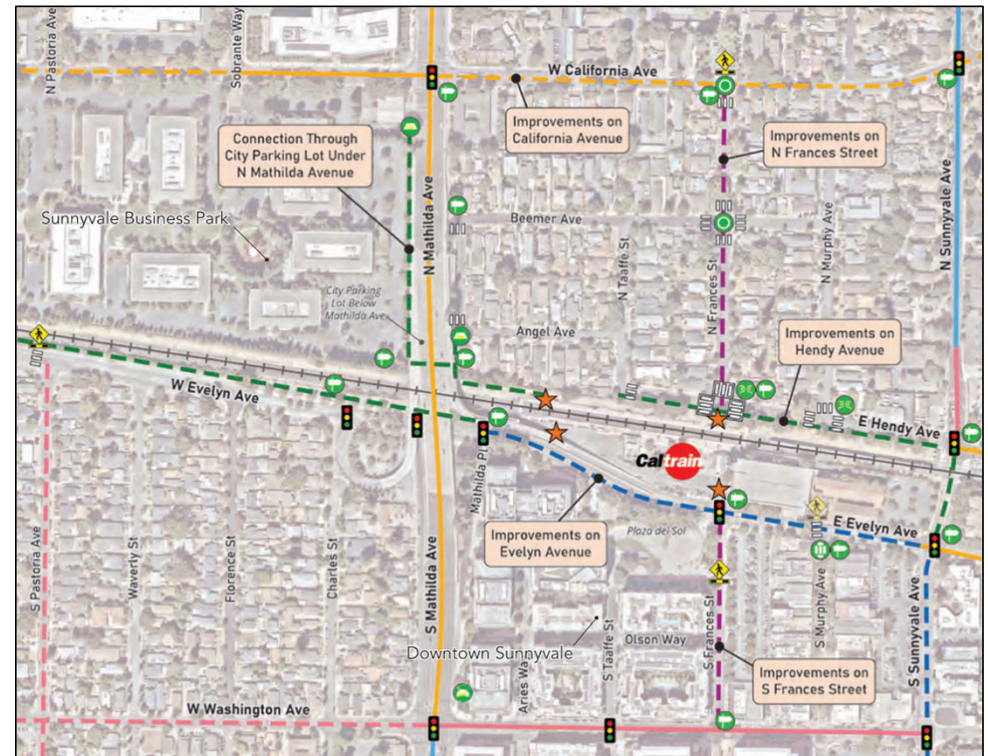 N Pastoria Ave
Sobrante Way
W California Ave
Improvements on
California Avenue
Connection Through
City Parking Lot Under
N Mathilda Avenue
Improvements on
N Frances Street
N Mathilda Ave
Sunnyvale Business Park
Beemer Ave
N Taaffe St
N Frances St
N Murphy Ave
N Sunnyvale Ave
City Parking
Lot Below
Mathilda Ave
Angel Ave
Improvements on
Hendy Avenue
W Evelyn Ave
E Hendy Ave
Caltrain
Mathilda Pl
Improvements on
Evelyn Avenue
Plaza del Sol
E Evelyn Ave
S Pastoria Ave
Waverly St
Florence St
Charles St
S Mathilda Ave
Downtown Sunnyvale
Aries Way
S Taaffe St
Olson Way
S Frances St
S Murphy Ave
S Sunnyvale Ave
Improvements on
S Frances Street
W Washington Ave